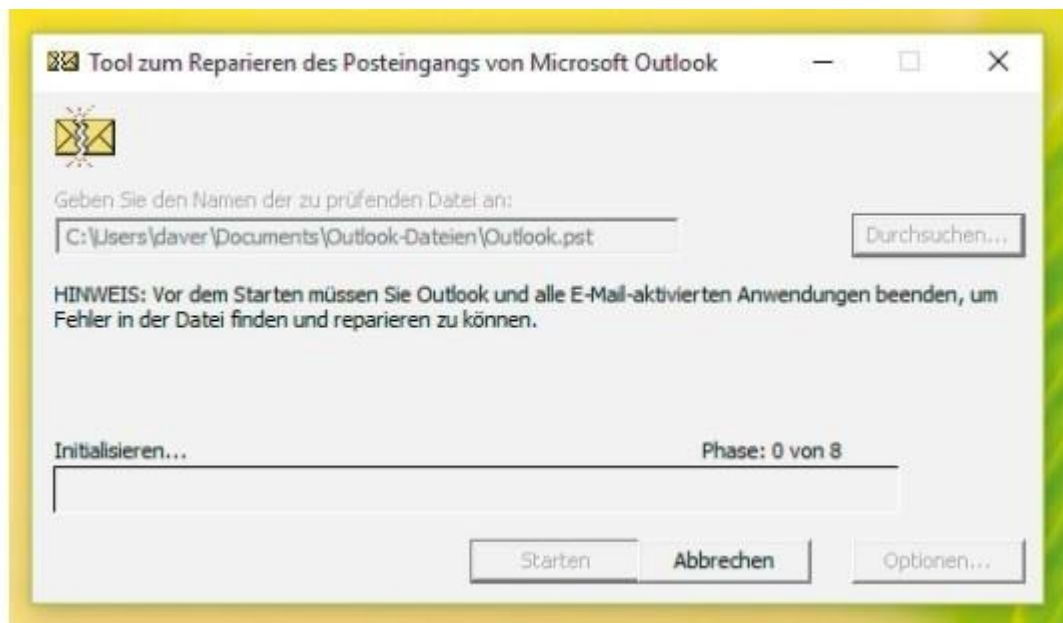 Tool zum Reparieren des Posteingangs von Microsoft Outlook
Geben Sie den Namen der zu prüfenden Datei an:
C:\Users\daver\Documents\Outlook-Dateien\Outlook.pst
Durchsuchen...
HINWEIS: Vor dem Starten müssen Sie Outlook und alle E-Mail-aktivierten Anwendungen beenden, um
Fehler in der Datei finden und reparieren zu können.
Initialisieren...
Phase: 0 von 8
Starten
Abbrechen
Optionen...